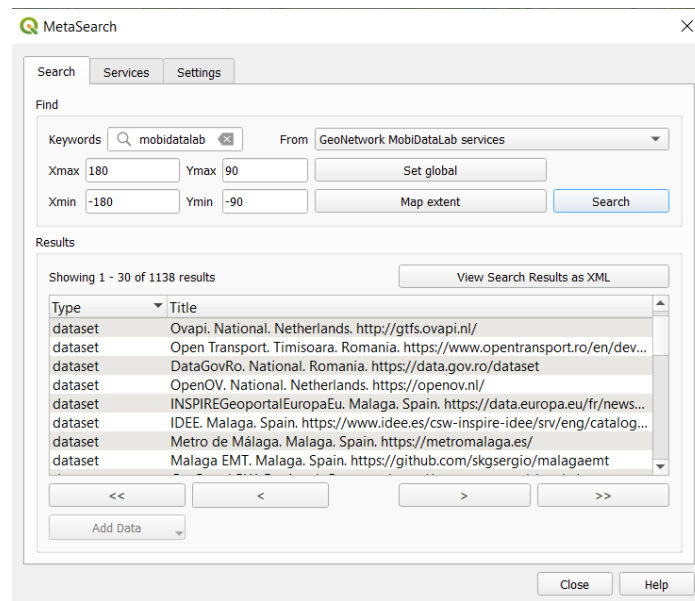 MetaSearch
Search Services Settings
Find
Keywords mobidatalab From GeoNetwork MobiDataLab services
Xmax 180 Ymax 90 Set global
Xmin -180 Ymin -90 Map extent Search
Results
Showing 1 - 30 of 1138 results View Search Results as XML
Type Title
dataset Ovapi. National. Netherlands. http://gtfs.ovapi.nl/
dataset Open Transport. Timisoara. Romania. https://www.opentransport.ro/en/dev...
dataset DataGovRo. National. Romania. https://data.gov.ro/dataset
dataset OpenOV. National. Netherlands. https://openov.nl/
dataset INSPIREGeoportalEuropaEu. Malaga. Spain. https://data.europa.eu/fr/news...
dataset IDEE. Malaga. Spain. https://www.idee.es/csw-inspire-idee/srv/eng/catalog...
dataset Metro de Málaga. Malaga. Spain. https://metromalaga.es/
dataset Malaga EMT. Malaga. Spain. https://github.com/skgsergio/malagaemt
<< < > >>
Add Data
Close Help